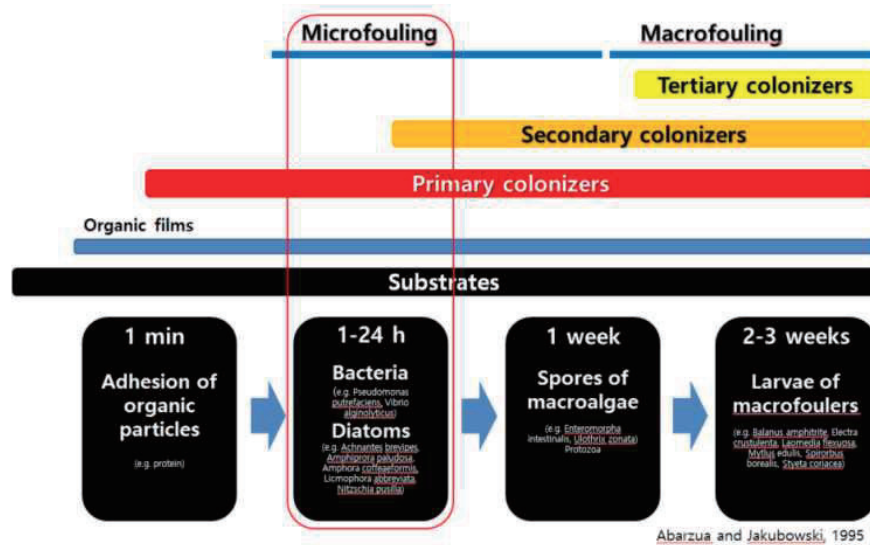 Microfouling
Macrofouling
Tertiary colonizers
Secondary colonizers
Primary colonizers
Organic films
Substrates
1 min
Adhesion of
organic
particles
(e.g. protein)
1-24 h
Bacteria
(e.g. Pseudomonas
putrefaciens, Vibrio
alginolyticus)
Diatoms
(e.g. Achnantes brevipes,
Amphiprora paludosa,
Amphora coffeaeformis,
Licmophora abbreviata,
Nitzschia pusilla)
1 week
Spores of
macroalgae
(e.g. Enteromorpha
intestinalis, Ulothrix zonata)
Protozoa
2-3 weeks
Larvae of
macrofoulers
(e.g. Balanus amphitrite, Electra
crustulenta, Laomedia flexuosa,
Mytlus edulis, Spirorbus
borealis, Styeta coriacea)
Abarzua and Jakubowski, 1995